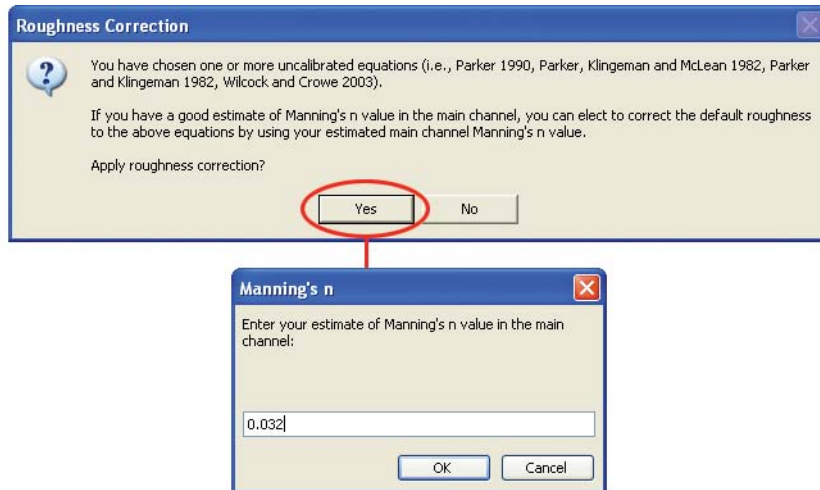 Roughness Correction
You have chosen one or more uncalibrated equations (i.e., Parker 1990, Parker, Klingeman and McLean 1982, Parker
and Klingeman 1982, Wilcock and Crowe 2003).
If you have a good estimate of Manning's n value in the main channel, you can elect to correct the default roughness
to the above equations by using your estimated main channel Manning's n value.
Apply roughness correction?
Yes
No
Manning's n
Enter your estimate of Manning's n value in the main
channel:
0.032
OK
Cancel